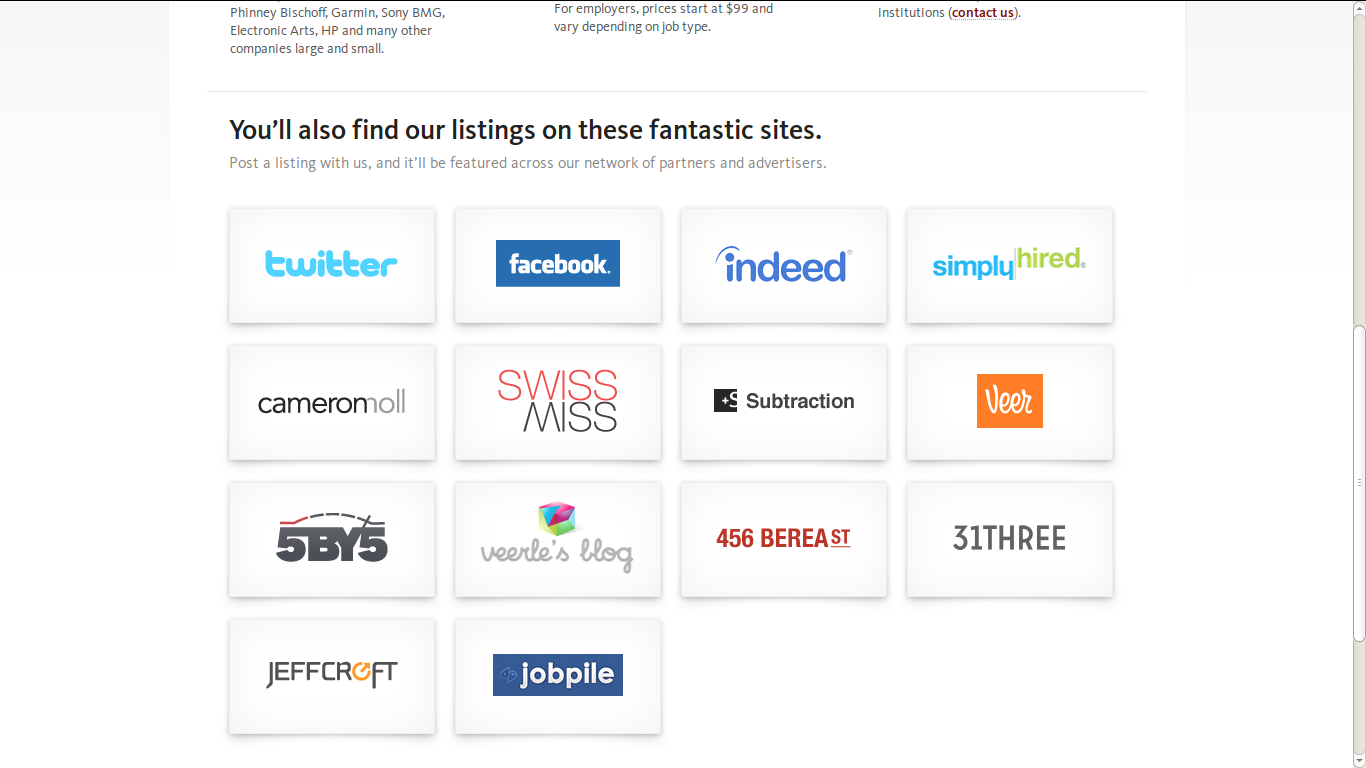 Phinney Bischoff, Garmin, Sony BMG,
Electronic Arts, HP and many other
companies large and small.
For employers, prices start at $99 and
vary depending on job type.
institutions (contact us).
You’ll also find our listings on these fantastic sites.
Post a listing with us, and it’ll be featured across our network of partners and advertisers.
twitter
facebook.
indeed®
simplyhired®
cameronmoll
SWISS
MISS
+S Subtraction
Veer
5BY5
veerle's blog
456 BEREA ST
31THREE
JEFFCROFT
jobpile